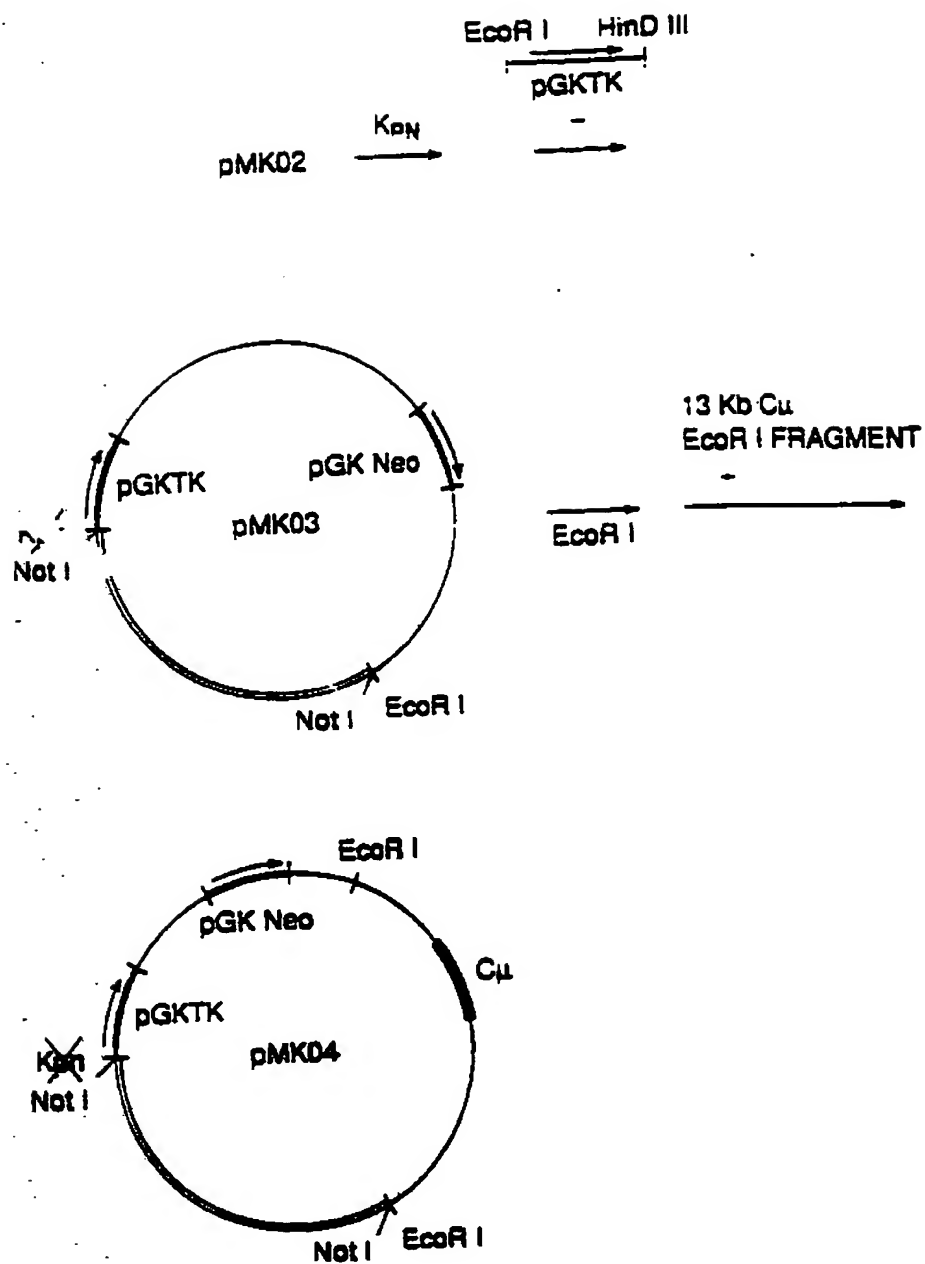 EcoR I HinD III
pGKTK
pMK02
KpN
pGKTK
pGK Neo
pMK03
Not I
Not I EcoR I
EcoR I
13 Kb Cμ
EcoR I FRAGMENT
EcoR I
pGK Neo
Cμ
pGKTK
Kpn
Not I
pMK04
Not I EcoR I